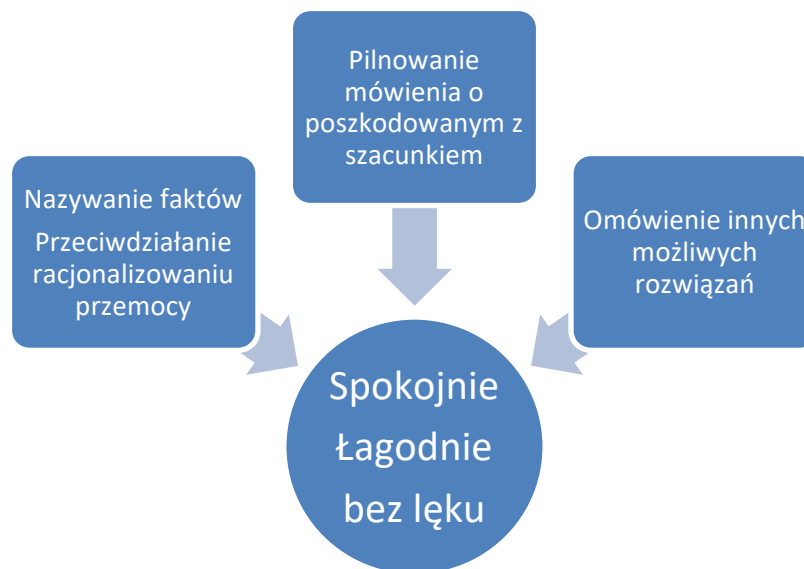 Pilnowanie
mówienia o
poszkodowanym z
szacunkiem
Nazywanie faktów
Przeciwdziałanie
racjonalizowaniu
przemocy
Omówienie innych
możliwych
rozwiązań
Spokojnie
Łagodnie
bez lęku